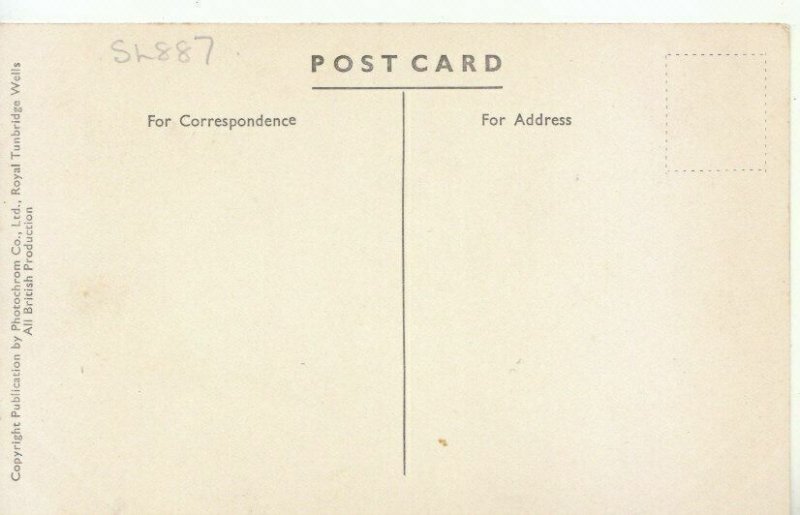 SL887
POST CARD
For Correspondence
For Address
Copyright Publication by Photochrom Co., Ltd., Royal Tunbridge Wells
All British Production